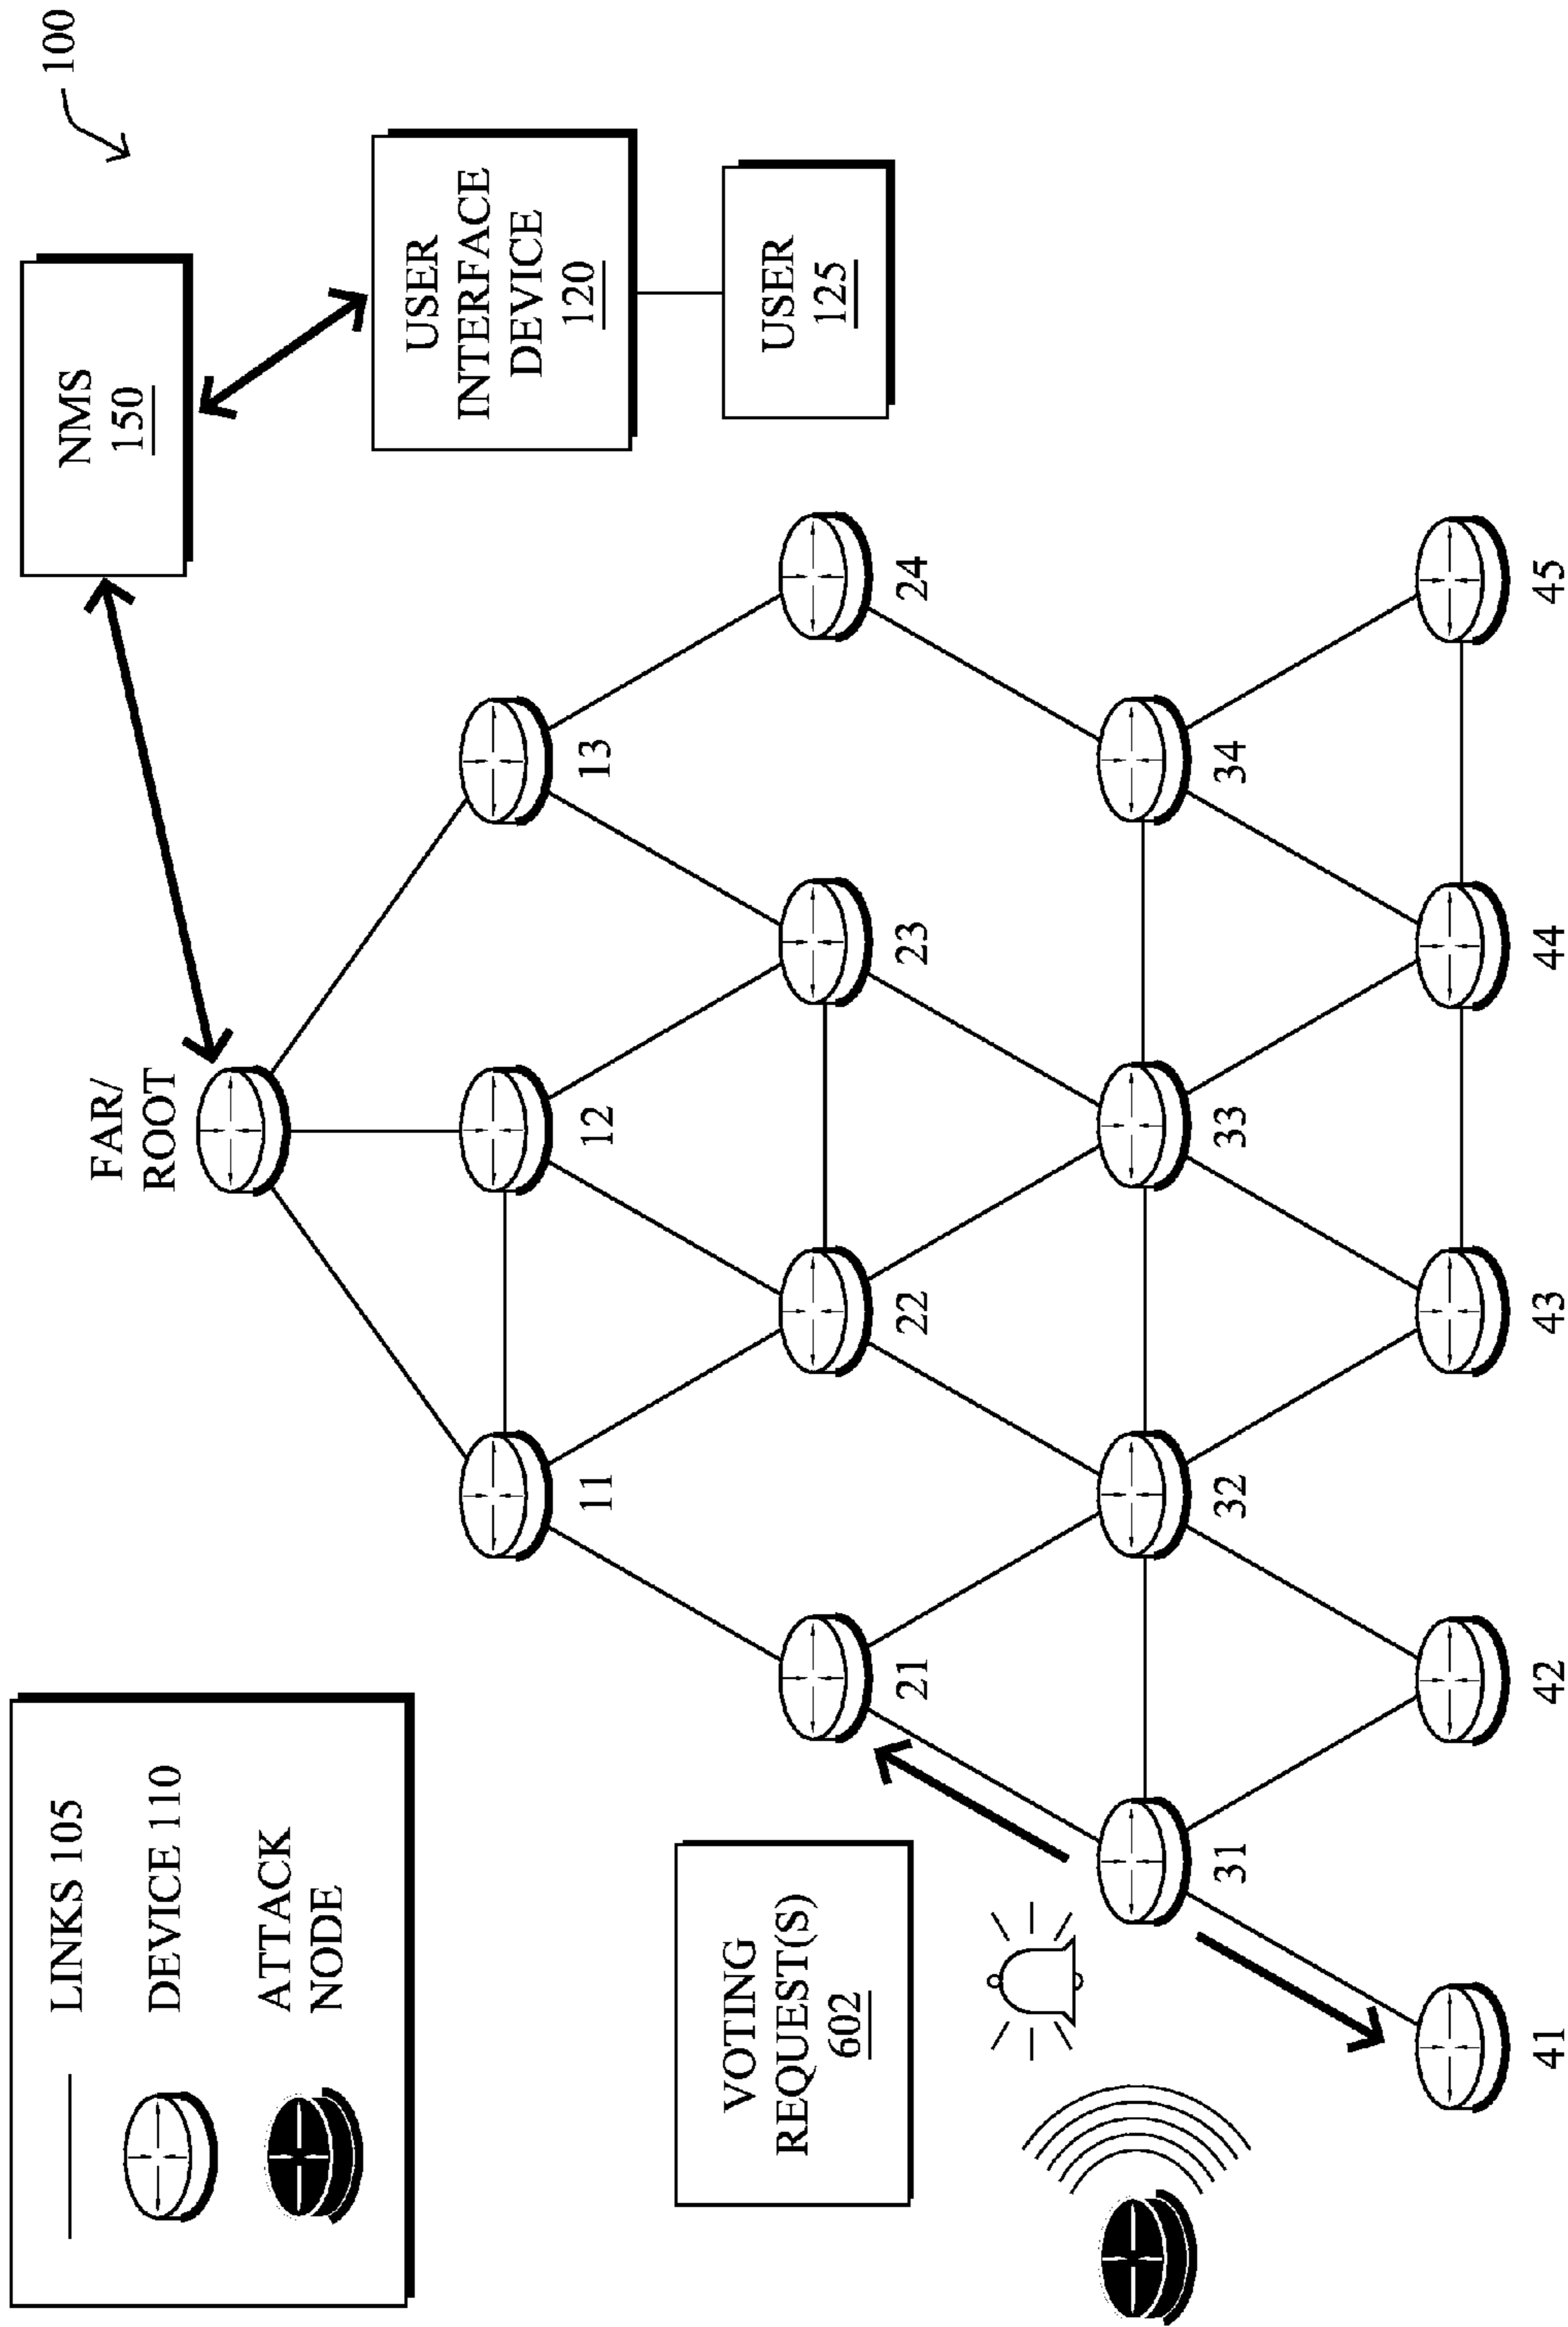 100
LINKS 105
DEVICE 110
ATTACK
NODE
FAR/
ROOT
NMS
150
USER
INTERFACE
DEVICE
120
USER
125
11
12
13
21
22
23
24
VOTING
REQUEST(S)
602
31
32
33
34
41
42
43
44
45